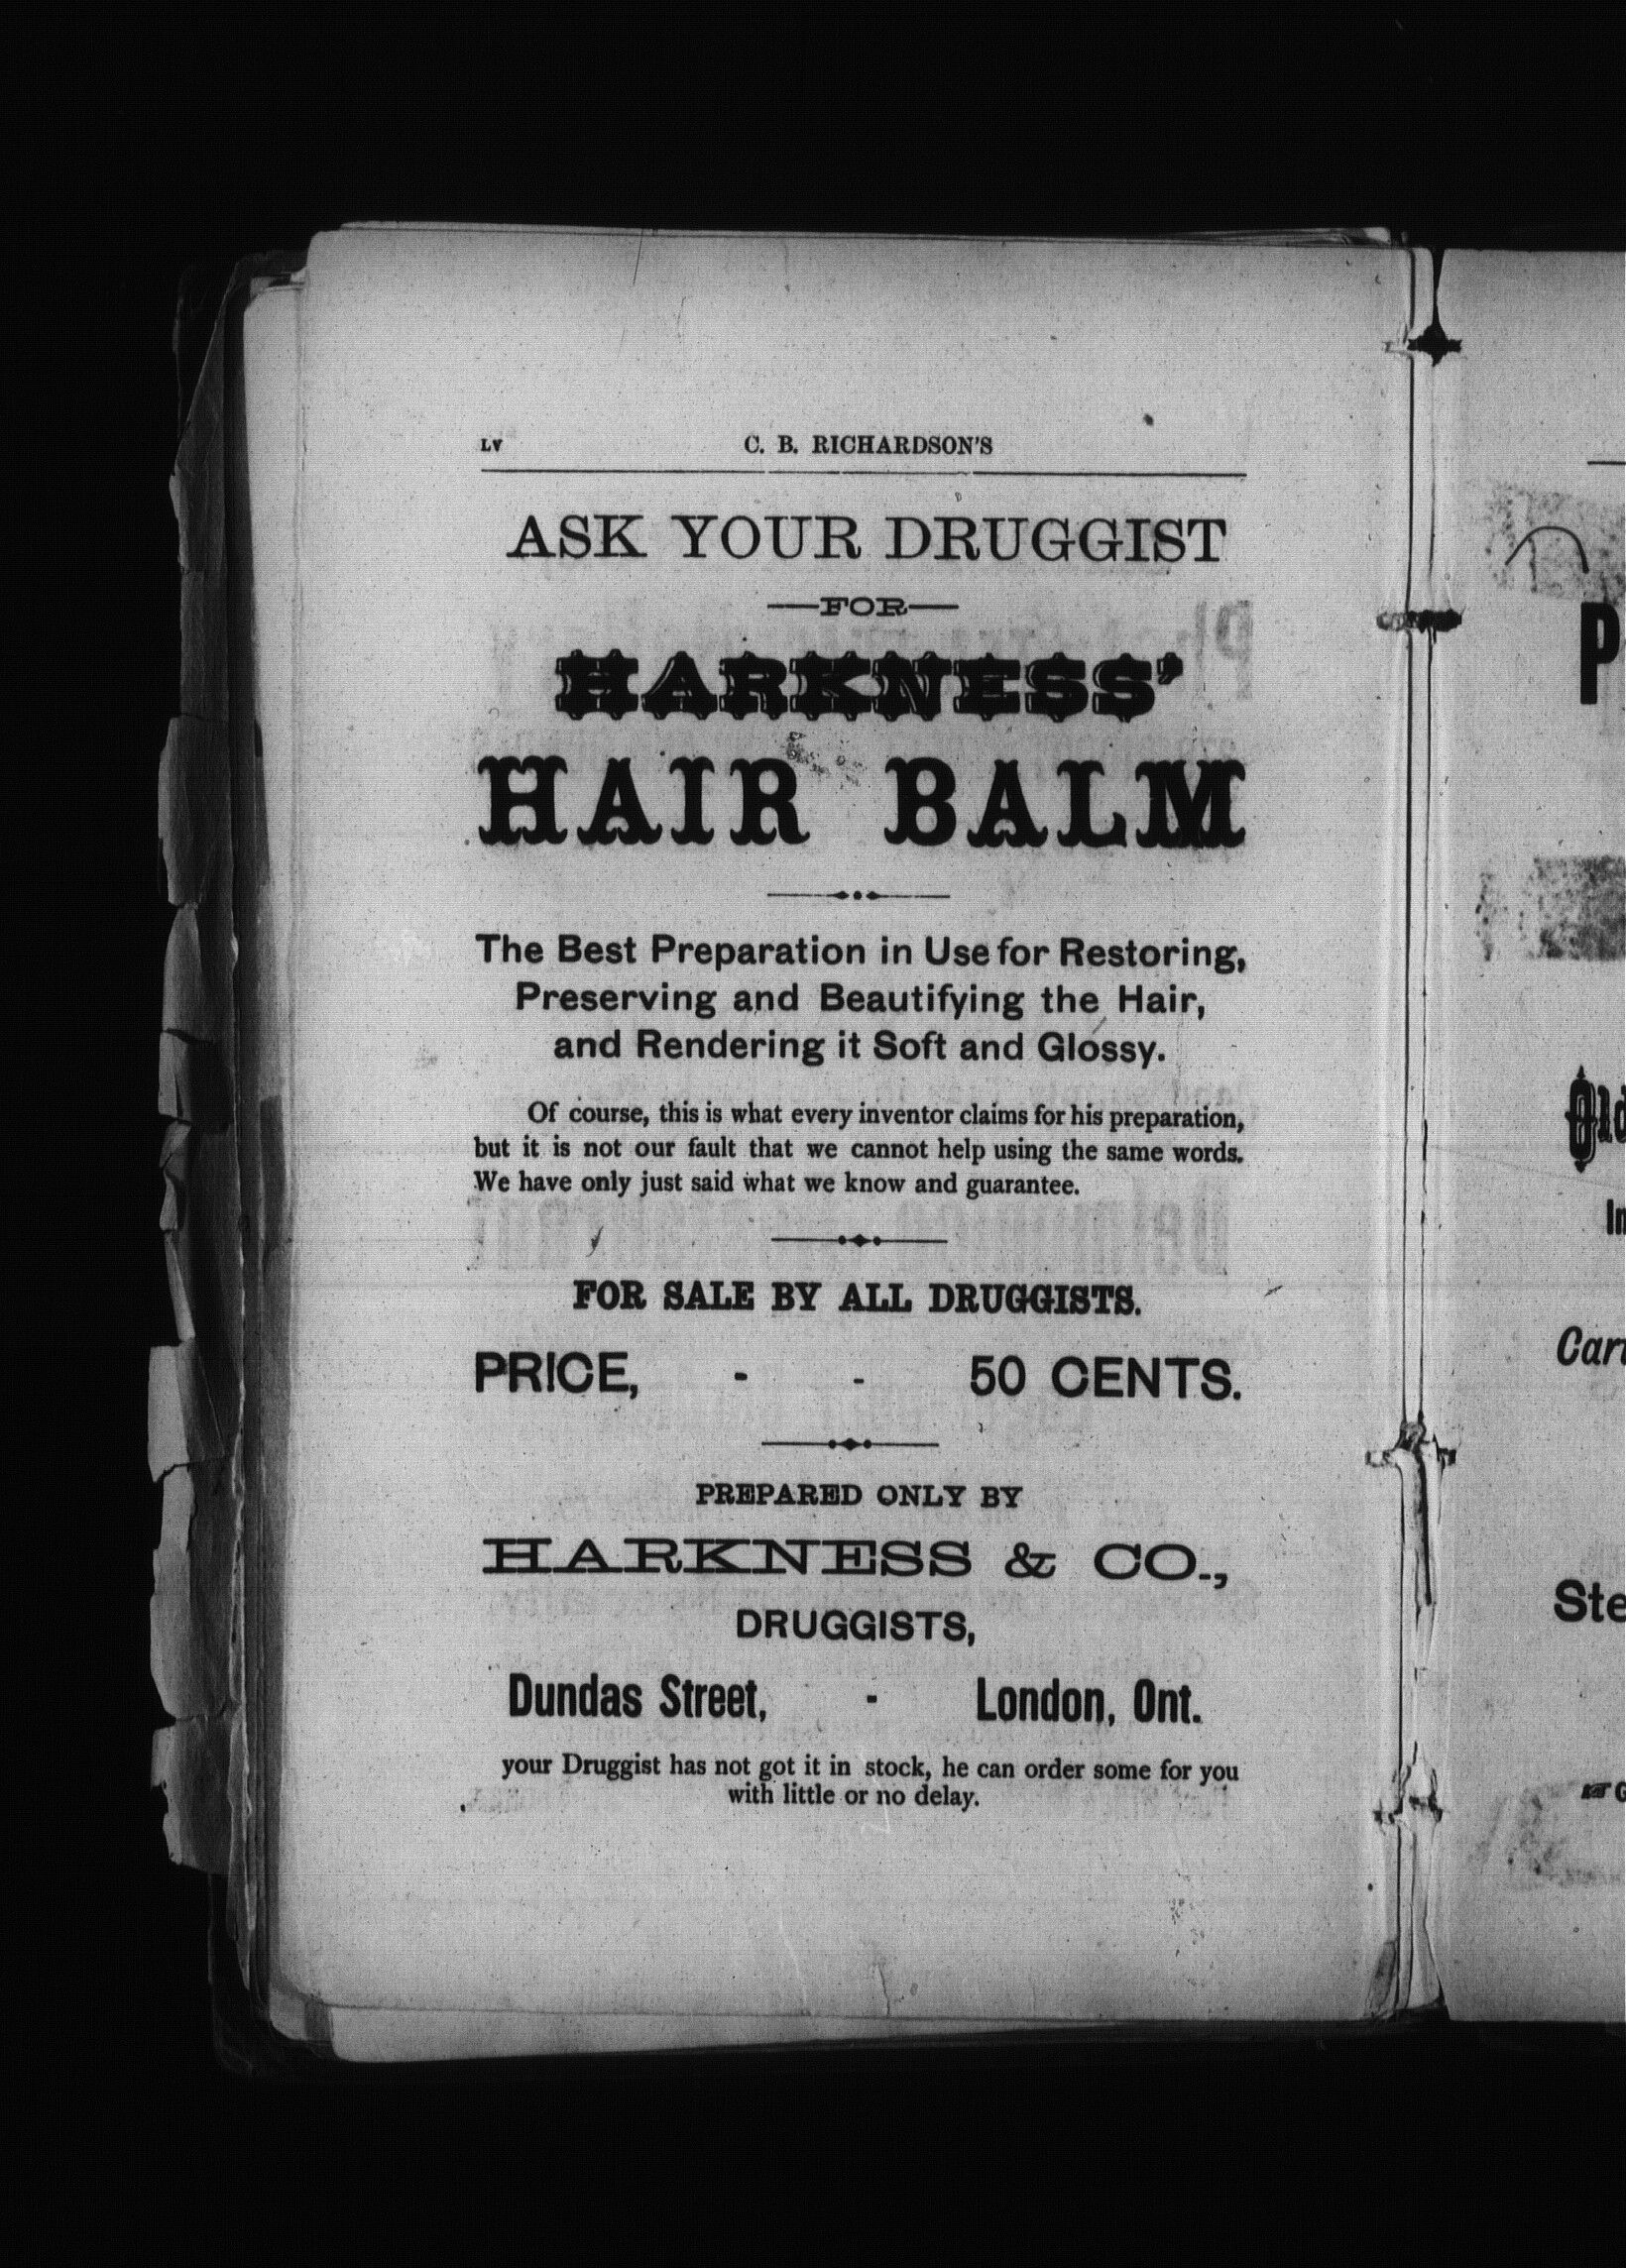 LV C. B. RICHARDSON'S
ASK YOUR DRUGGIST
—FOR—
HARKNESS'
HAIR BALM
The Best Preparation in Use for Restoring,
Preserving and Beautifying the Hair,
and Rendering it Soft and Glossy.
Of course, this is what every inventor claims for his preparation,
but it is not our fault that we cannot help using the same words.
We have only just said what we know and guarantee.
FOR SALE BY ALL DRUGGISTS.
PRICE, - - 50 CENTS.
PREPARED ONLY BY
HARKNESS & CO.,
DRUGGISTS,
Dundas Street, - London, Ont.
your Druggist has not got it in stock, he can order some for you
with little or no delay.
P
Old
In
Car
Ste
G